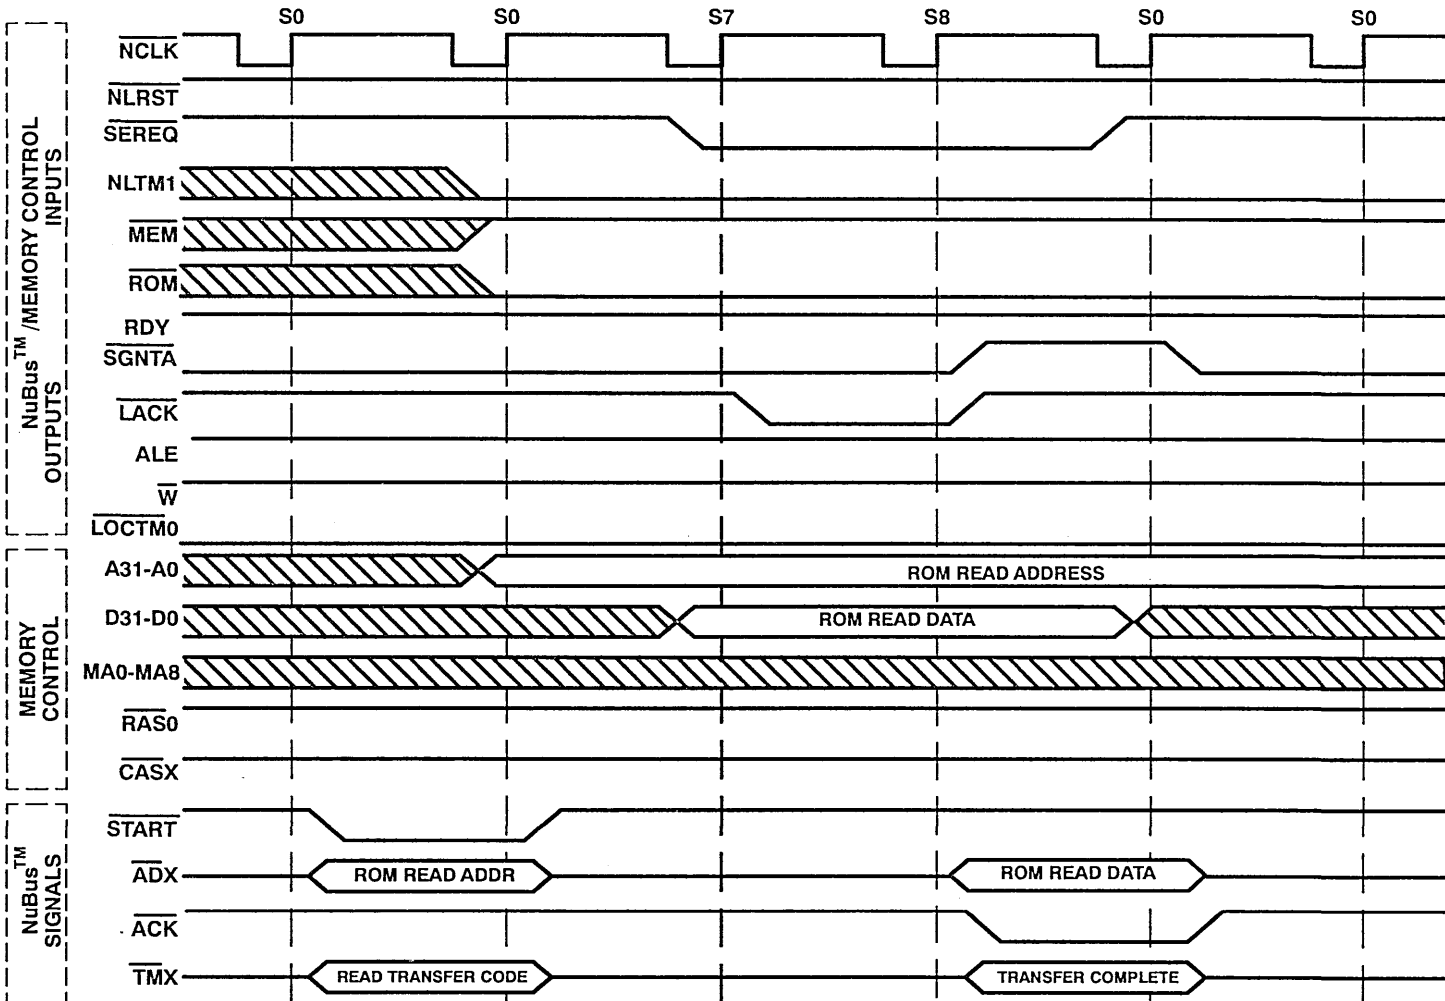 S0 S0 S7 S8 S0 S0
NuBus™ /MEMORY CONTROL
INPUTS
OUTPUTS
NCLK
NLRST
SEREQ
NLTM1
MEM
ROM
RDY
SGNTA
LACK
ALE
W
LOCTM0
MEMORY
CONTROL
A31-A0 ROM READ ADDRESS
D31-D0 ROM READ DATA
MA0-MA8
RAS0
CASX
NuBus™
SIGNALS
START
ADX ROM READ ADDR ROM READ DATA
ACK
TMX READ TRANSFER CODE TRANSFER COMPLETE